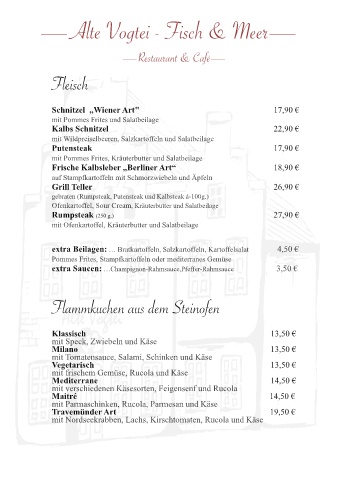 Alte Vogtei - Fisch & Meer
Restaurant & Café
Fleisch
Schnitzel „Wiener Art" 17,90 €
mit Pommes Frites und Salatbeilage
Kalbs Schnitzel 22,90 €
mit Wildpreiselbeeren, Salzkartoffeln und Salatbeilage
Putensteak 17,90 €
mit Pommes Frites, Kräuterbutter und Salatbeilage
Frische Kalbsleber „Berliner Art“ 18,90 €
auf Stampfkartoffeln mit Schmorzwiebeln und Äpfeln
Grill Teller 26,90 €
gebraten (Rumpsteak, Putensteak und Kalbsteak á-100g.)
Ofenkartoffel, Sour Cream, Kräuterbutter und Salatbeilage
Rumpsteak (250 g.) 27,90 €
mit Ofenkartoffel, Kräuterbutter und Salatbeilage
extra Beilagen: ... Bratkartoffeln, Salzkartoffeln, Kartoffelsalat 4,50 €
Pommes Frites, Stampfkartoffeln oder mediterranes Gemüse
extra Saucen: ...Champignon-Rahmsauce,Pfeffer-Rahmsauce 3,50 €
Flammkuchen aus dem Steinofen
Klassisch 13,50 €
mit Speck, Zwiebeln und Käse
Milano 13,50 €
mit Tomatensauce, Salami, Schinken und Käse
Vegetarisch 13,50 €
mit frischem Gemüse, Rucola und Käse
Mediterrane 14,50 €
mit verschiedenen Käsesorten, Feigensenf und Rucola
Maitré 14,50 €
mit Parmaschinken, Rucola, Parmesan und Käse
Travemünder Art 19,50 €
mit Nordseekrabben, Lachs, Kirschtomaten, Rucola und Käse